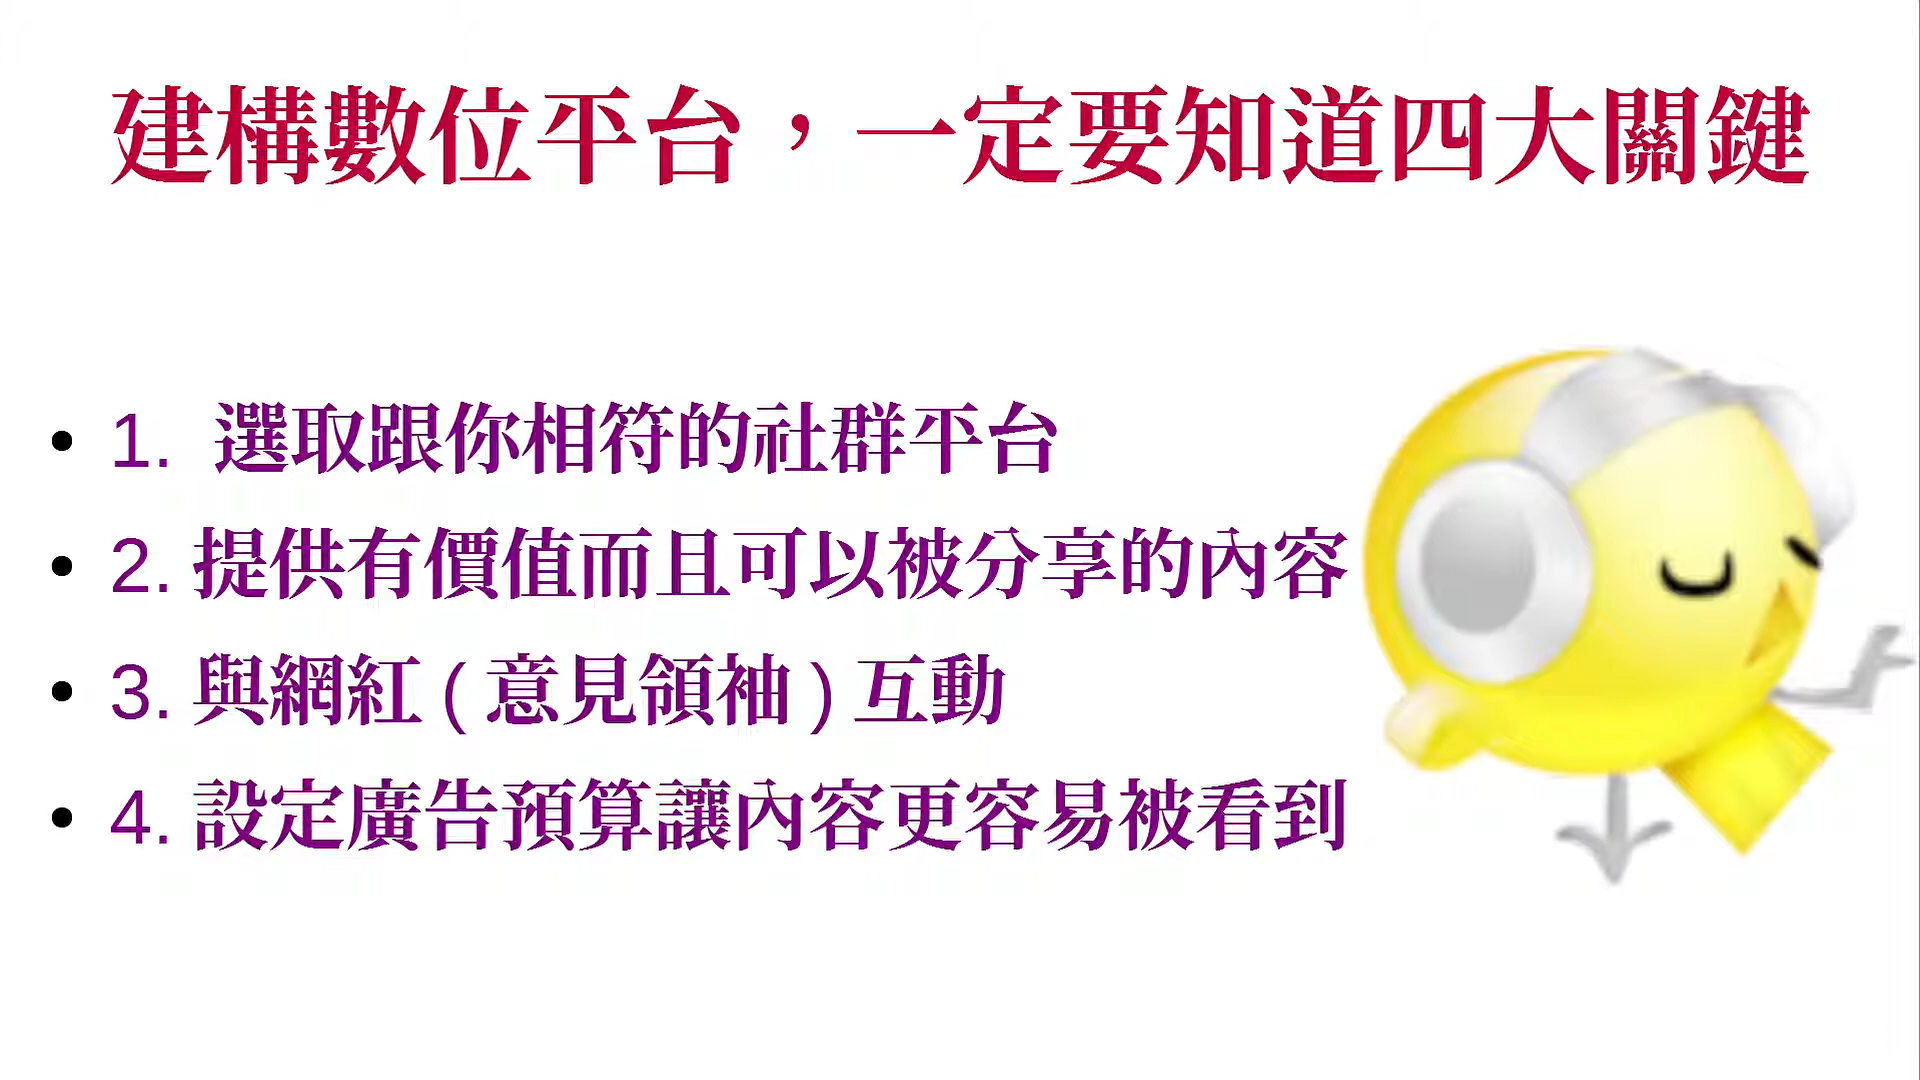 建構數位平台，一定要知道四大關鍵
• 1. 選取跟你相符的社群平台
• 2. 提供有價值而且可以被分享的內容
• 3. 與網紅 ( 意見領袖 ) 互動
• 4. 設定廣告預算讓內容更容易被看到